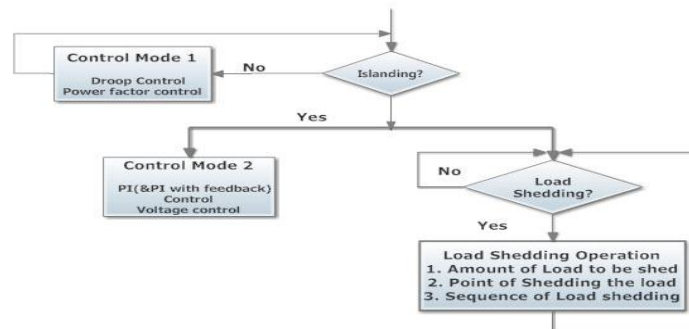 Control Mode 1
Droop Control
Power factor control
No
Islanding?
Yes
Control Mode 2
PI(&PI with feedback)
Control
Voltage control
No
Load
Shedding?
Yes
Load Shedding Operation
1. Amount of Load to be shed
2. Point of Shedding the load
3. Sequence of Load shedding